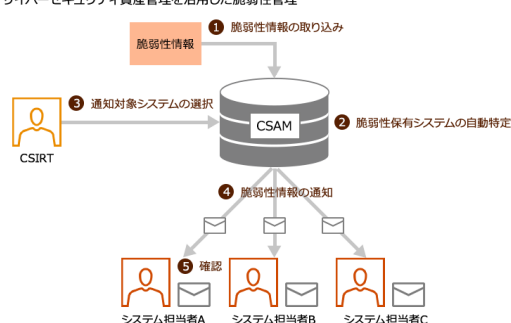 サイバーセキュリティ資産管理を活用した脆弱性管理
❶ 脆弱性情報の取り込み
脆弱性情報
❸ 通知対象システムの選択
CSAM
❷ 脆弱性保有システムの自動特定
CSIRT
❹ 脆弱性情報の通知
❺ 確認
システム担当者A
システム担当者B
システム担当者C